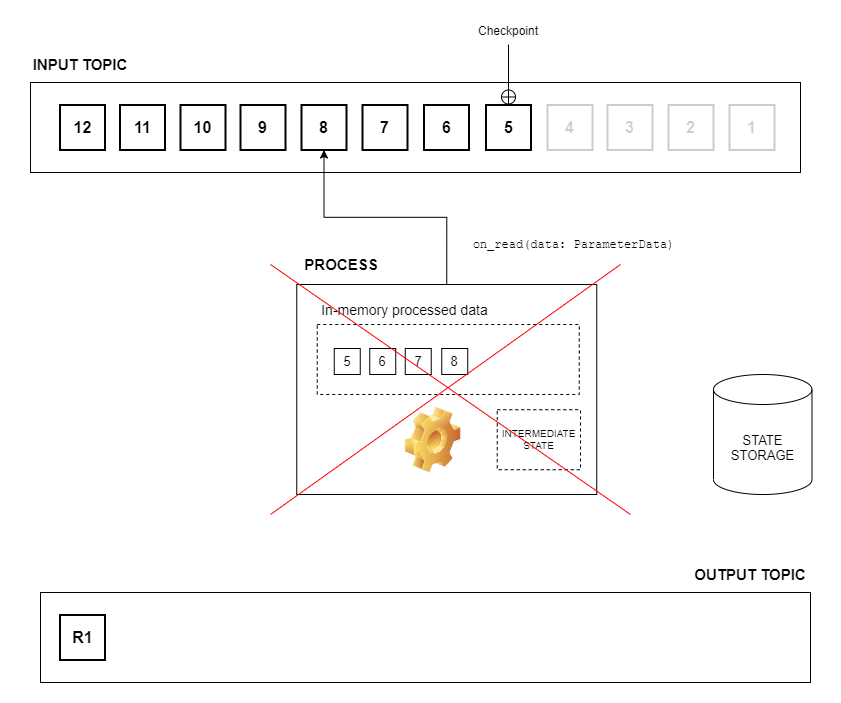 Checkpoint
INPUT TOPIC
12 11 10 9 8 7 6 5 4 3 2 1
on_read(data: ParameterData)
PROCESS
In-memory processed data
5 6 7 8
INTERMEDIATE
STATE
STATE
STORAGE
OUTPUT TOPIC
R1